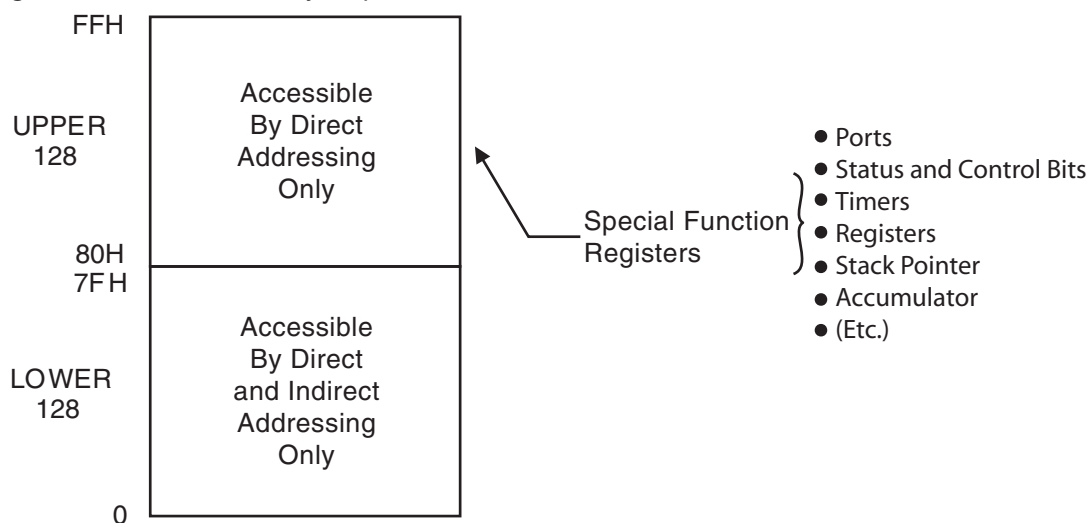 FFH
UPPER
128
Accessible
By Direct
Addressing
Only
80H
7FH
LOWER
128
Accessible
By Direct
and Indirect
Addressing
Only
0
Special Function
Registers
● Ports
● Status and Control Bits
● Timers
● Registers
● Stack Pointer
● Accumulator
● (Etc.)